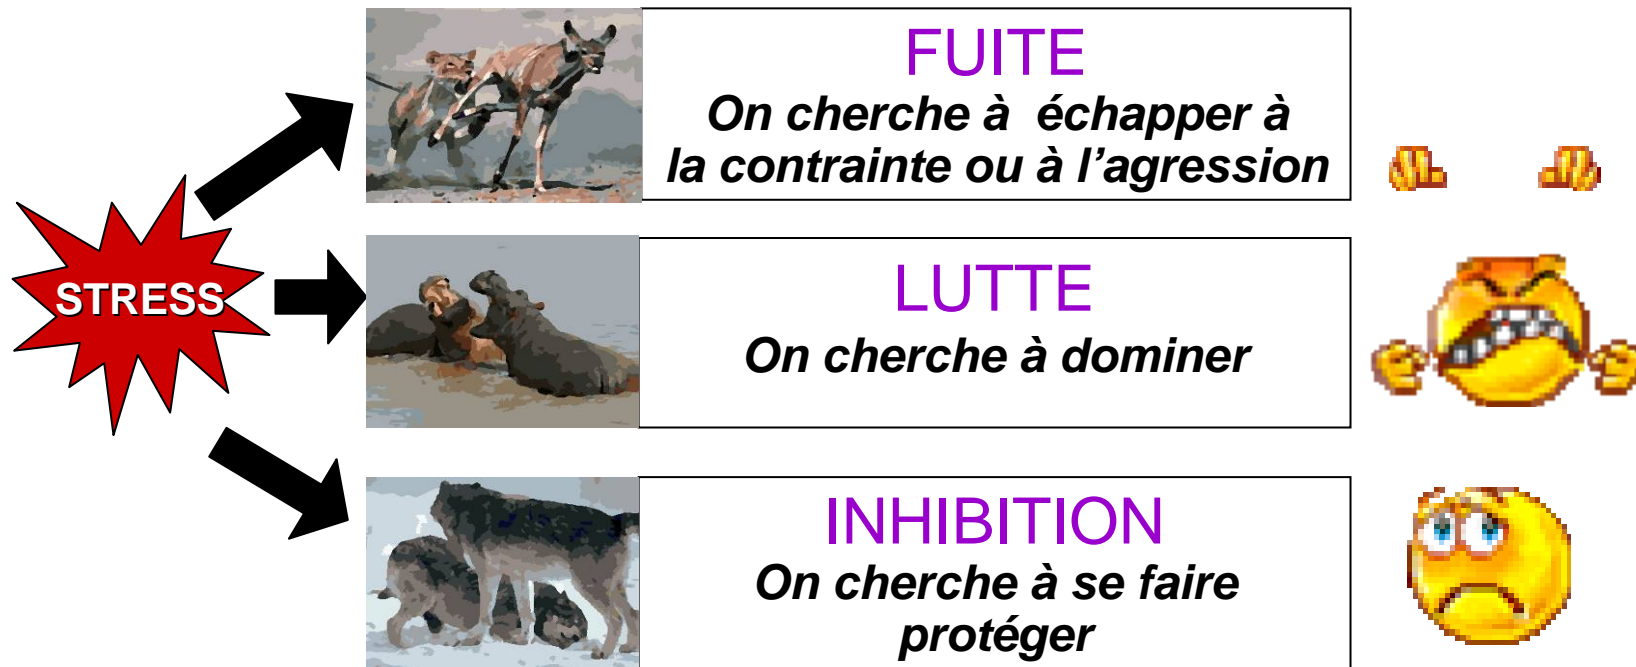 STRESS
FUITE
On cherche à échapper à
la contrainte ou à l’agression
LUTTE
On cherche à dominer
INHIBITION
On cherche à se faire
protéger